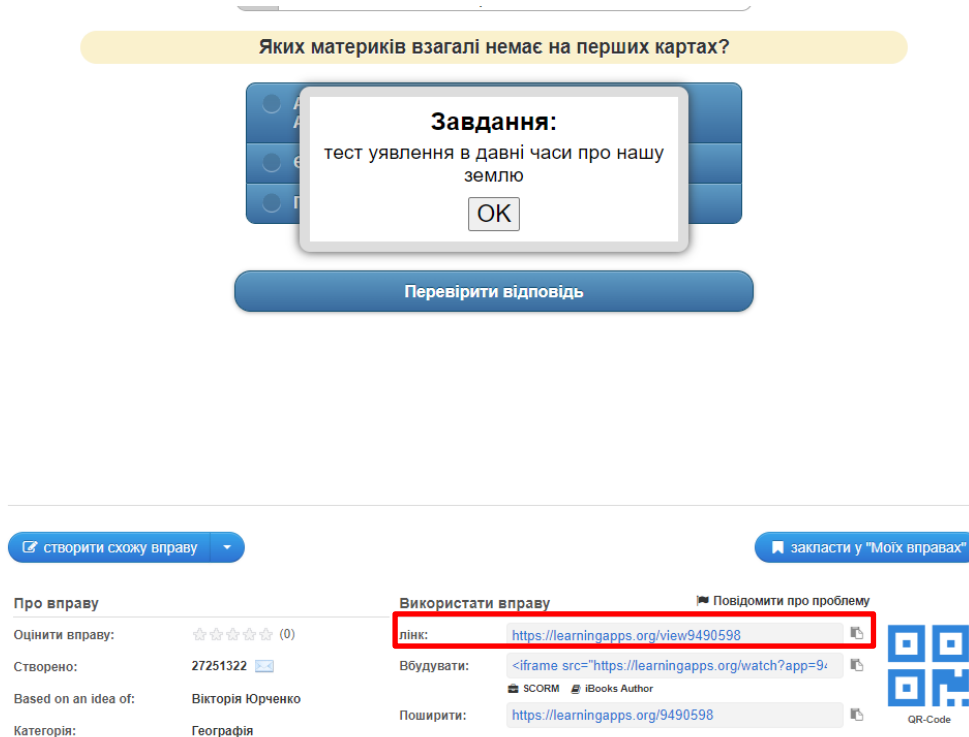 Яких материків взагалі немає на перших картах?
Завдання:
тест уявлення в давні часи про нашу
землю
OK
Перевірити відповідь
створити схожу вправу
закласти у "Моїх вправах"
Про вправу
Використати вправу
Повідомити про проблему
Оцінити вправу:
(0)
лінк:
https://learningapps.org/view9490598
Створено:
27251322
Вбудувати:
<iframe src="https://learningapps.org/watch?app=94
SCORM
iBooks Author
Based on an idea of:
Вікторія Юрченко
Поширити:
https://learningapps.org/9490598
QR-Code
Категорія:
Географія